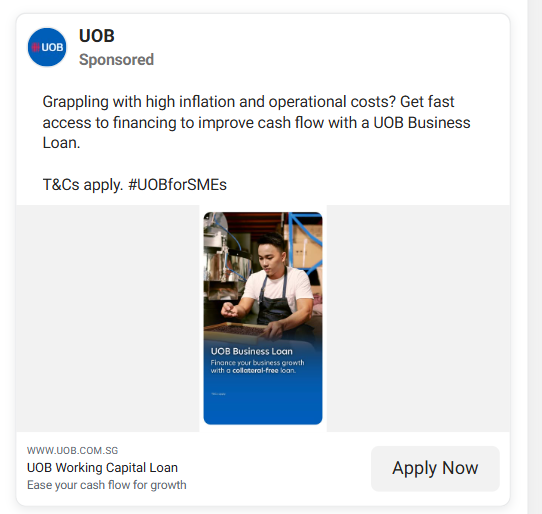 UOB
UOB
Sponsored
Grappling with high inflation and operational costs? Get fast
access to financing to improve cash flow with a UOB Business
Loan.
T&Cs apply. #UOBforSMEs
UOB Business Loan
Finance your business growth
with a collateral-free loan.
WWW.UOB.COM.SG
UOB Working Capital Loan
Ease your cash flow for growth
Apply Now